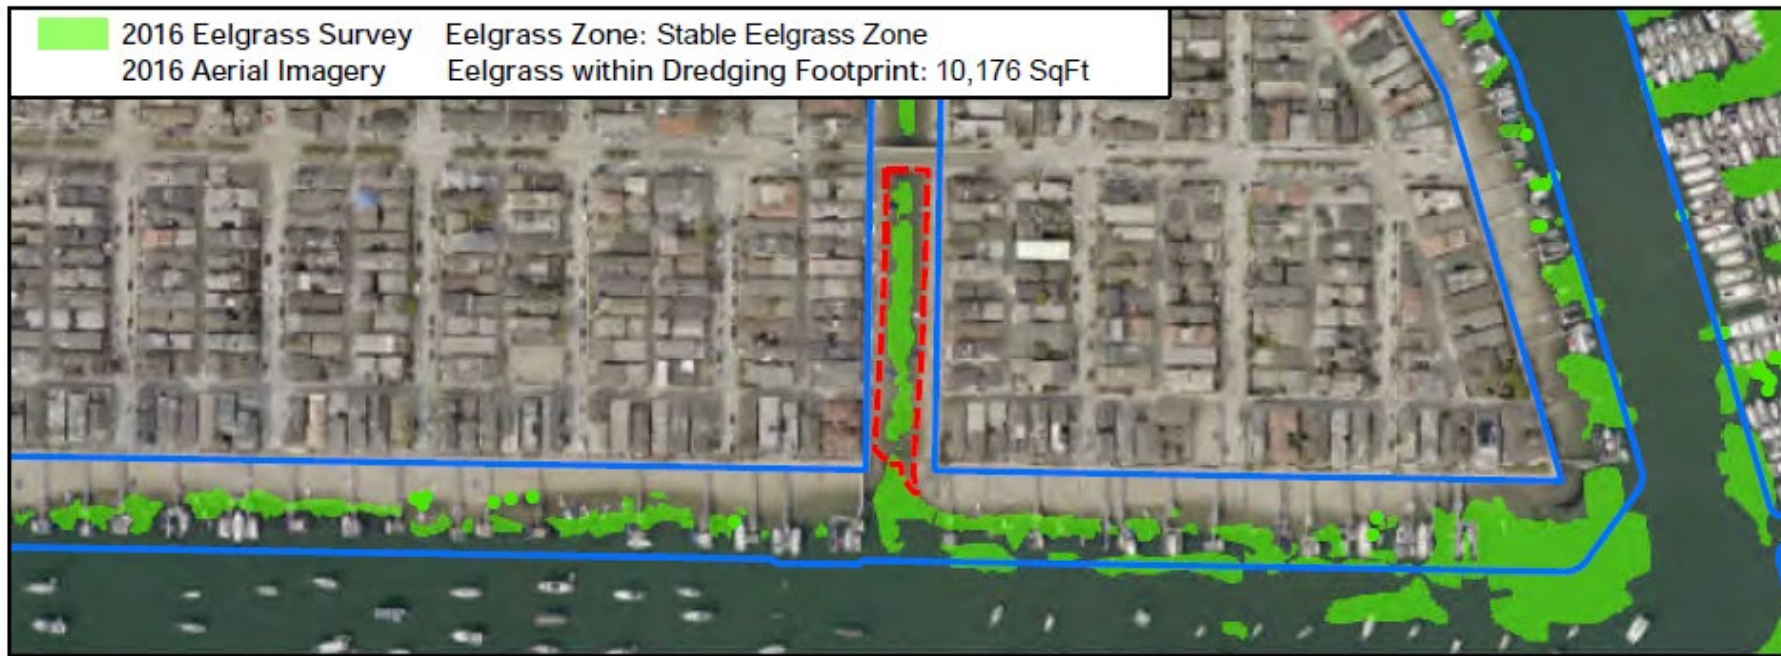 2016 Eelgrass Survey Eelgrass Zone: Stable Eelgrass Zone
2016 Aerial Imagery Eelgrass within Dredging Footprint: 10,176 SqFt